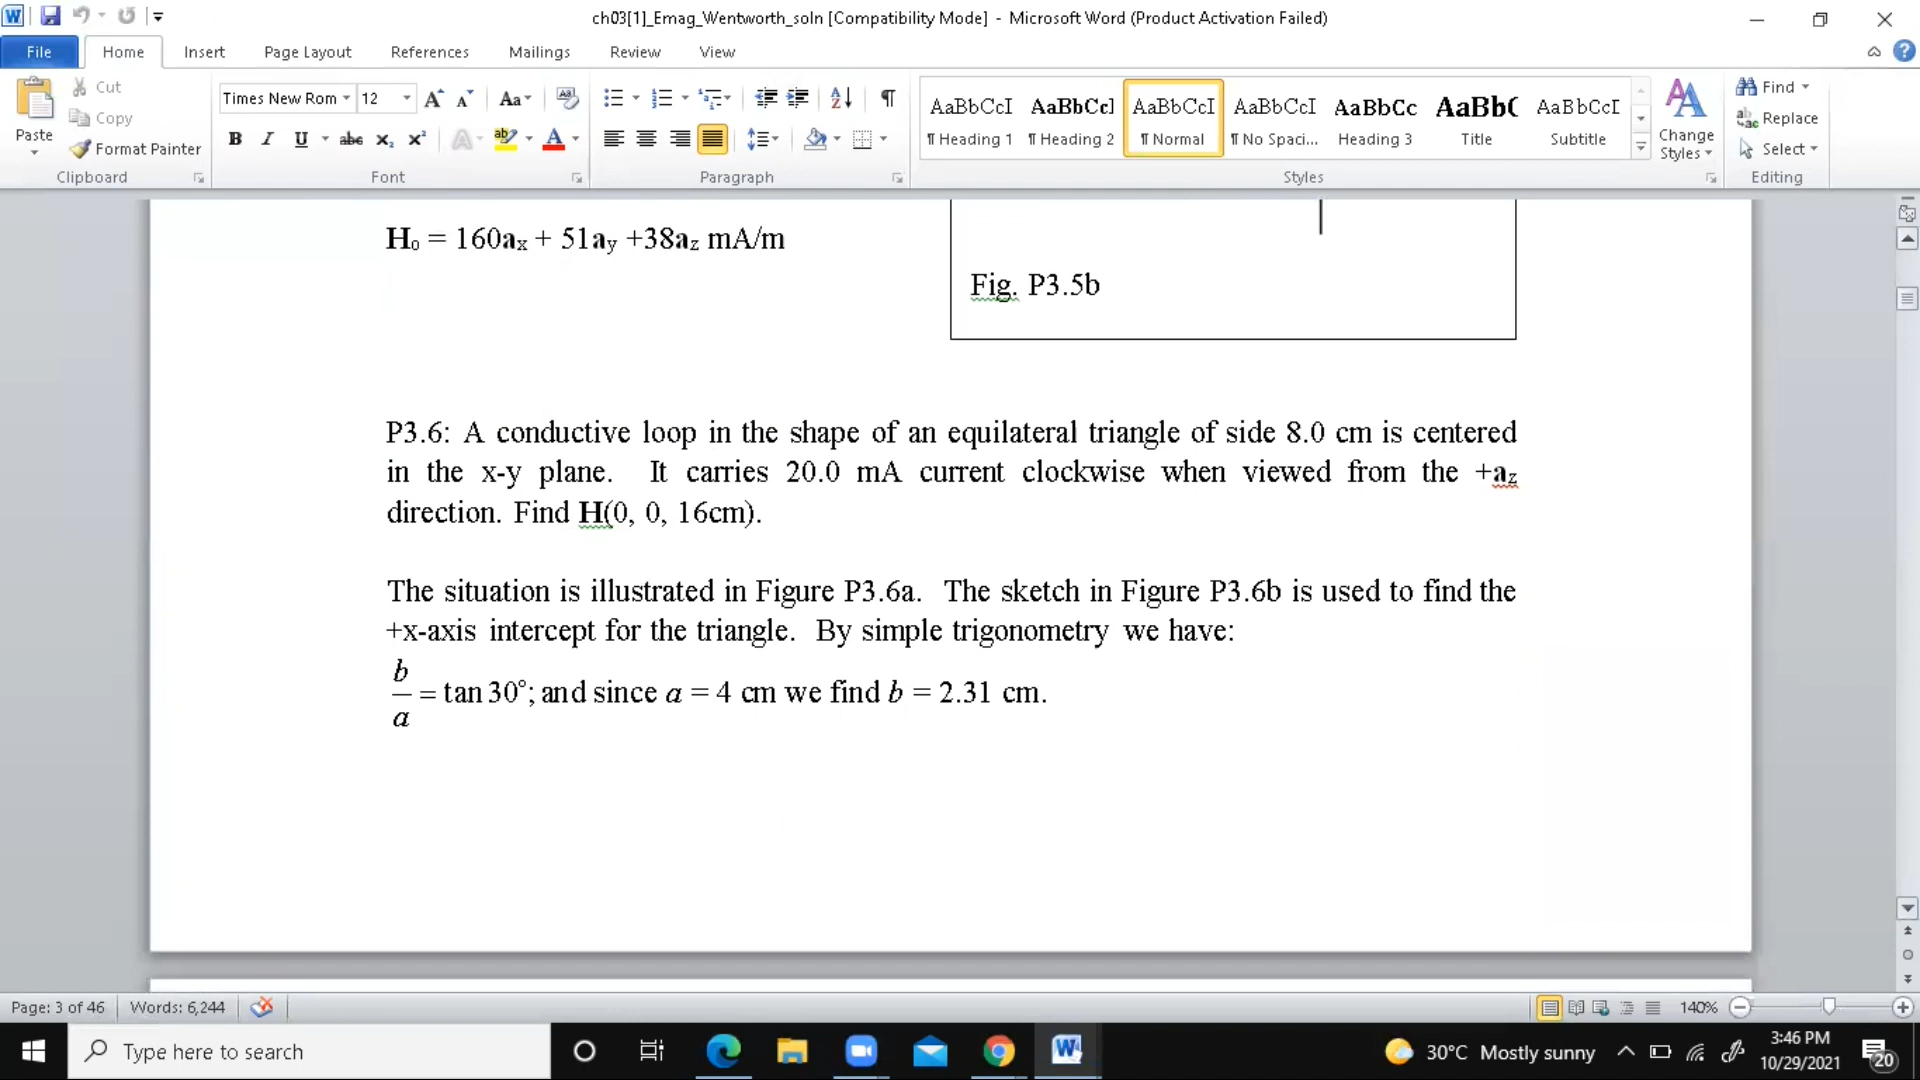 ch03[1]_Emag_Wentworth_soln [Compatibility Mode] - Microsoft Word (Product Activation Failed)
File Home Insert Page Layout References Mailings Review View
Paste
Cut
Copy
Format Painter
Clipboard
Times New Rom 12
Font
Paragraph
AaBbCcI AaBbCcI AaBbCcI AaBbCcI AaBbCc AaBbC AaBbCcI
¶ Heading 1 ¶ Heading 2 ¶ Normal ¶ No Spaci... Heading 3 Title Subtitle
Styles
Change Styles
Find
Replace
Select
Editing
H₀ = 160aₓ + 51a_y +38a_z mA/m
Fig. P3.5b
P3.6: A conductive loop in the shape of an equilateral triangle of side 8.0 cm is centered
in the x-y plane. It carries 20.0 mA current clockwise when viewed from the +a_z
direction. Find H(0, 0, 16cm).
The situation is illustrated in Figure P3.6a. The sketch in Figure P3.6b is used to find the
+x-axis intercept for the triangle. By simple trigonometry we have:
b/a = tan 30°; and since a = 4 cm we find b = 2.31 cm.
Page: 3 of 46 Words: 6,244 140%
Type here to search
30°C Mostly sunny
3:46 PM
10/29/2021
20